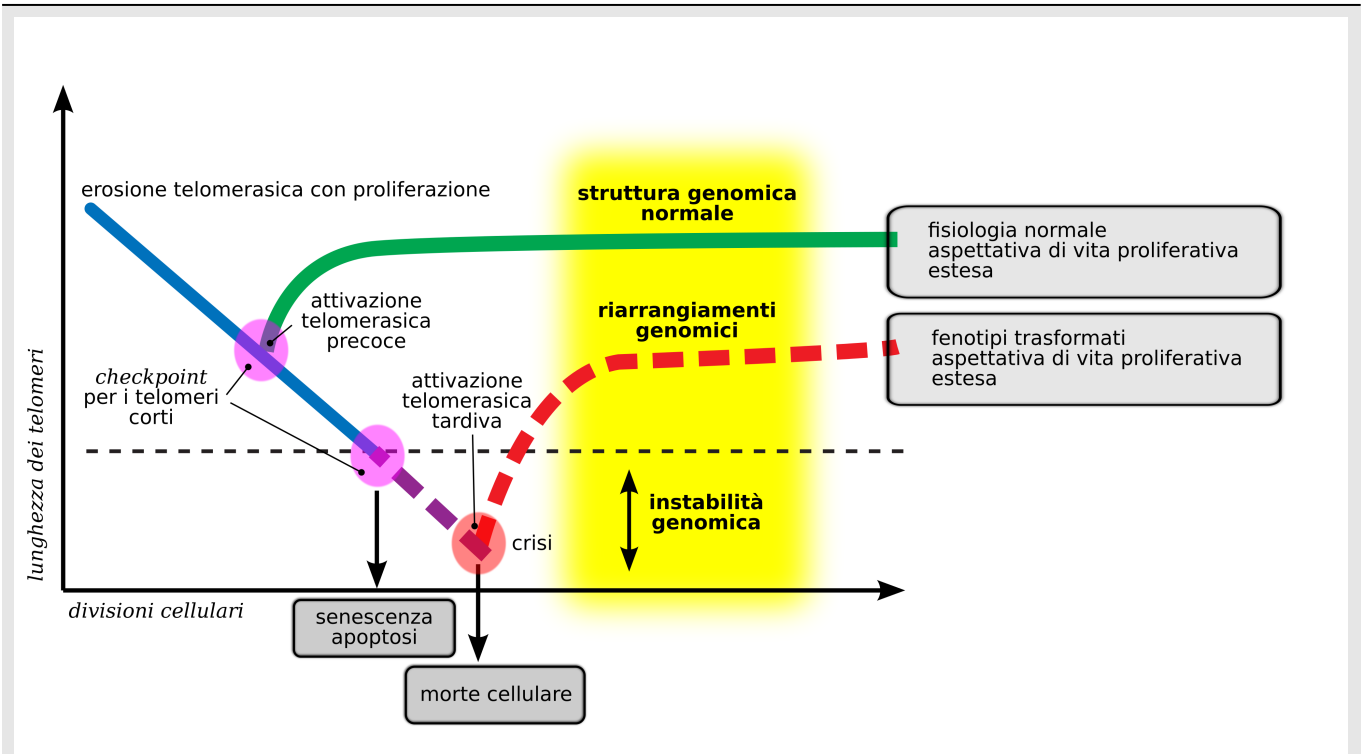 erosione telomerasica con proliferazione
struttura genomica
normale
fisiologia normale
aspettativa di vita proliferativa
estesa
attivazione
telomerasica
precoce
riarrangiamenti
genomici
fenotipi trasformati
aspettativa di vita proliferativa
estesa
checkpoint
per i telomeri
corti
attivazione
telomerasica
tardiva
lunghezza dei telomeri
instabilità
genomica
crisi
divisioni cellulari
senescenza
apoptosi
morte cellulare